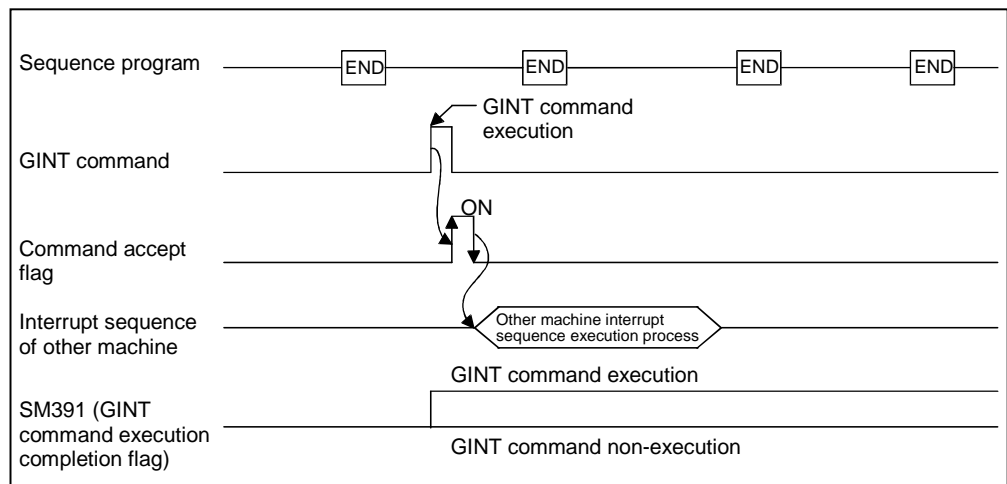 Sequence program
END END END END
GINT command
execution
GINT command
ON
Command accept
flag
Interrupt sequence
of other machine
Other machine interrupt
sequence execution process
GINT command execution
SM391 (GINT
command execution
completion flag)
GINT command non-execution